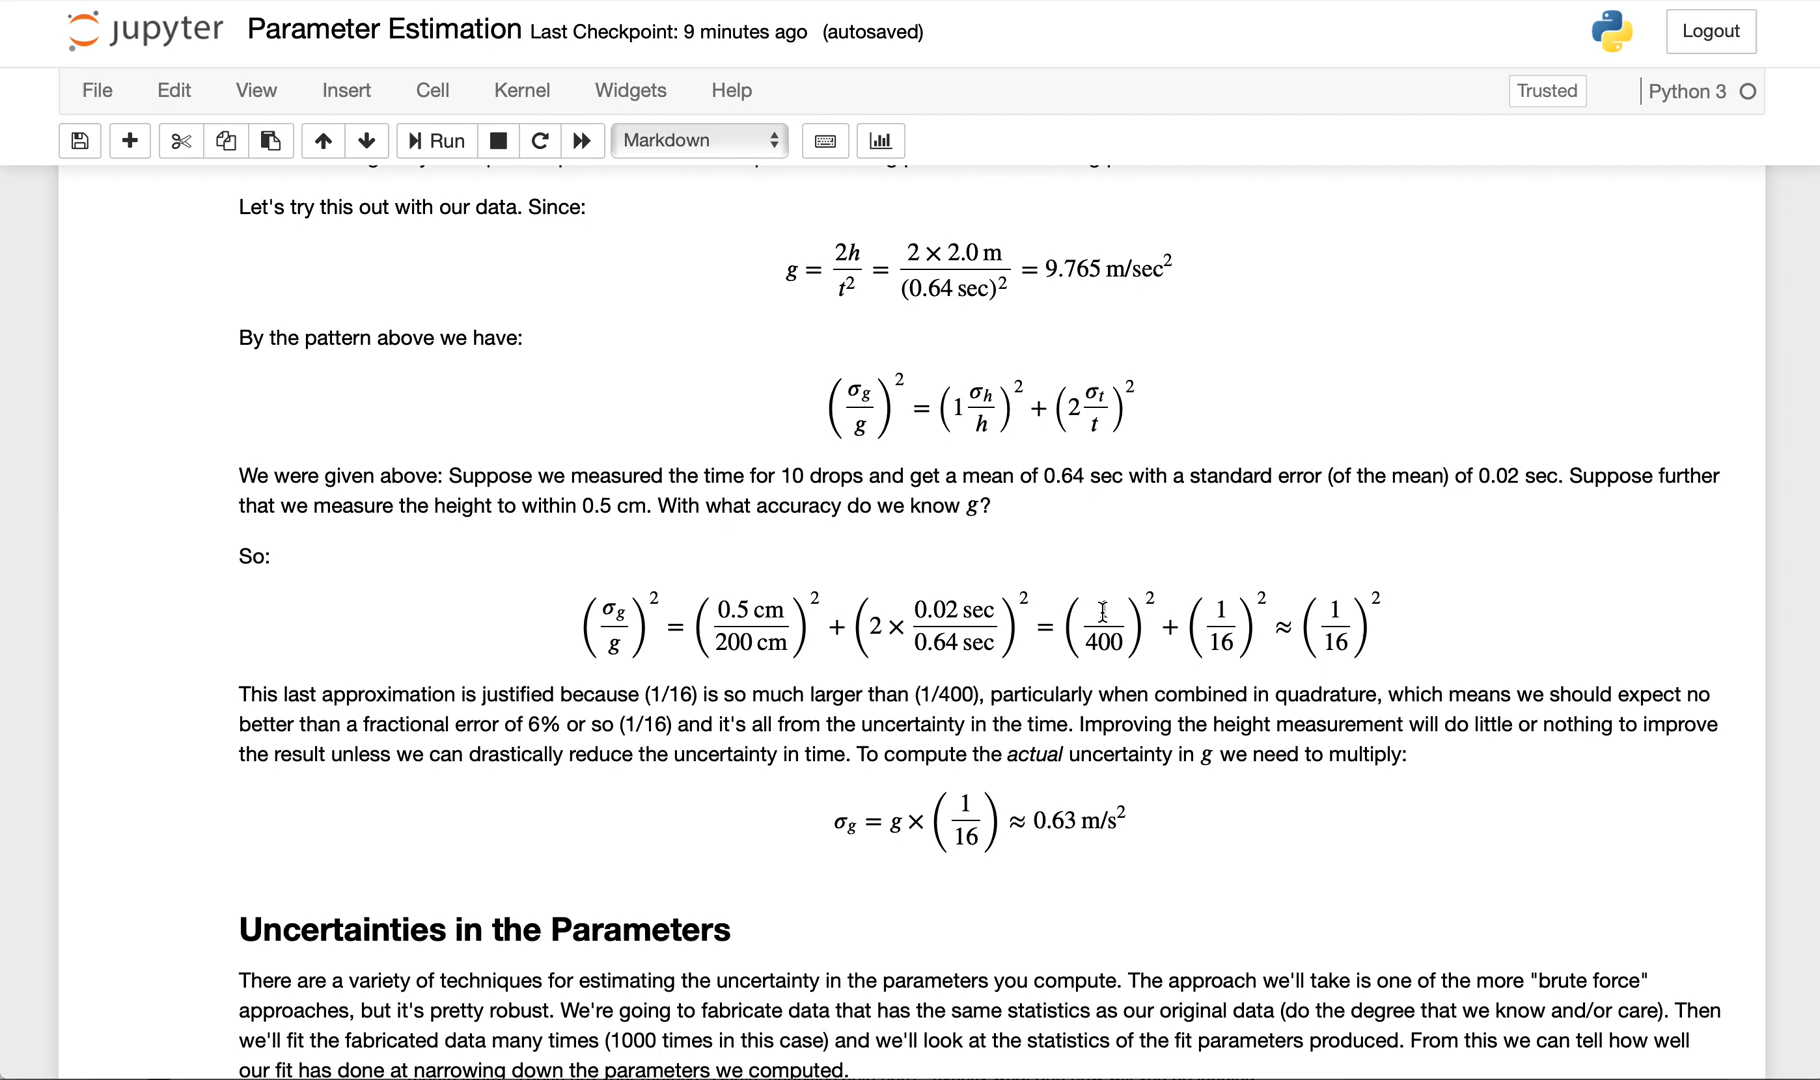 jupyter Parameter Estimation Last Checkpoint: 9 minutes ago (autosaved)
Logout
File Edit View Insert Cell Kernel Widgets Help
Trusted
Python 3
Run
Markdown
Let's try this out with our data. Since:
g = 2h/t² = (2 × 2.0 m)/(0.64 sec)² = 9.765 m/sec²
By the pattern above we have:
(σg/g)² = (1 σh/h)² + (2 σt/t)²
We were given above: Suppose we measured the time for 10 drops and get a mean of 0.64 sec with a standard error (of the mean) of 0.02 sec. Suppose further
that we measure the height to within 0.5 cm. With what accuracy do we know g?
So:
(σg/g)² = (0.5 cm/200 cm)² + (2 × 0.02 sec/0.64 sec)² = (1/400)² + (1/16)² ≈ (1/16)²
This last approximation is justified because (1/16) is so much larger than (1/400), particularly when combined in quadrature, which means we should expect no
better than a fractional error of 6% or so (1/16) and it's all from the uncertainty in the time. Improving the height measurement will do little or nothing to improve
the result unless we can drastically reduce the uncertainty in time. To compute the actual uncertainty in g we need to multiply:
σg = g × (1/16) ≈ 0.63 m/s²
Uncertainties in the Parameters
There are a variety of techniques for estimating the uncertainty in the parameters you compute. The approach we'll take is one of the more "brute force"
approaches, but it's pretty robust. We're going to fabricate data that has the same statistics as our original data (do the degree that we know and/or care). Then
we'll fit the fabricated data many times (1000 times in this case) and we'll look at the statistics of the fit parameters produced. From this we can tell how well
our fit has done at narrowing down the parameters we computed.